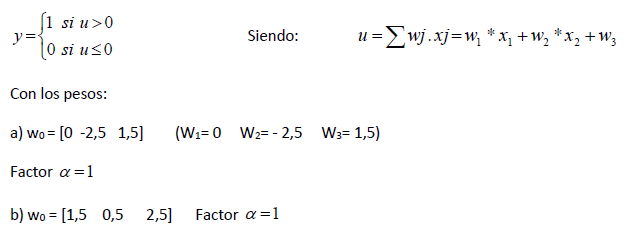 y = { 1 si u>0
0 si u≤0
Siendo: u = ∑ wj . xj = w₁ * x₁ + w₂ * x₂ + w₃
Con los pesos:
a) w₀ = [0 -2,5 1,5] (W₁= 0 W₂= - 2,5 W₃= 1,5)
Factor α =1
b) w₀ = [1,5 0,5 2,5] Factor α =1